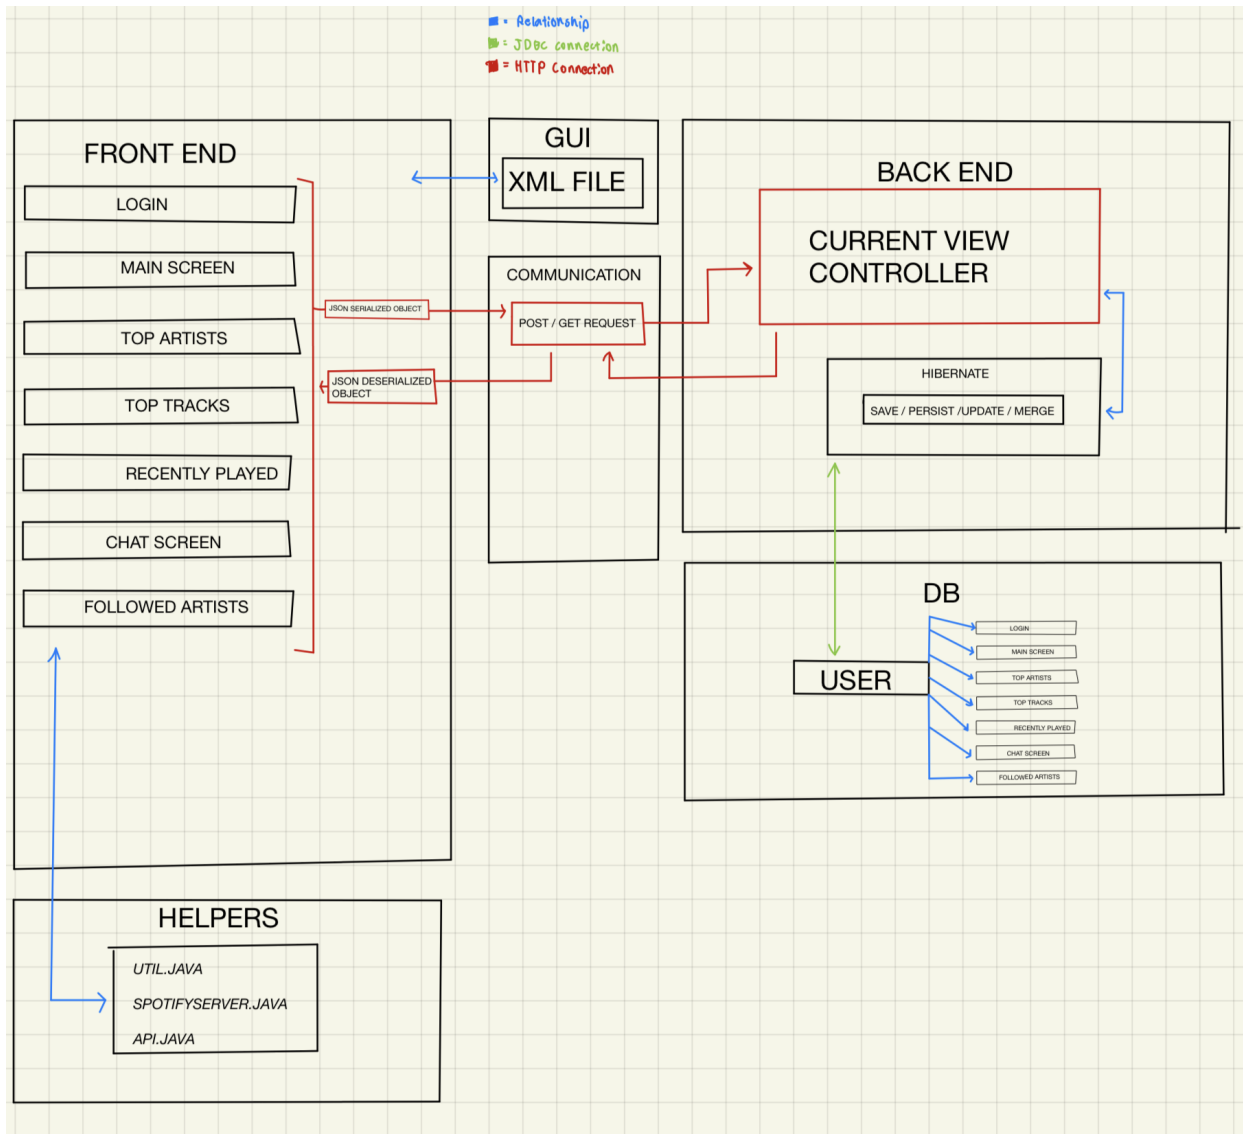 = Relationship
= JDBC connection
= HTTP Connection
FRONT END
LOGIN
MAIN SCREEN
TOP ARTISTS
TOP TRACKS
RECENTLY PLAYED
CHAT SCREEN
FOLLOWED ARTISTS
JSON SERIALIZED OBJECT
JSON DESERIALIZED
OBJECT
GUI
XML FILE
COMMUNICATION
POST / GET REQUEST
BACK END
CURRENT VIEW
CONTROLLER
HIBERNATE
SAVE / PERSIST /UPDATE / MERGE
DB
USER
LOGIN
MAIN SCREEN
TOP ARTISTS
TOP TRACKS
RECENTLY PLAYED
CHAT SCREEN
FOLLOWED ARTISTS
HELPERS
UTIL.JAVA
SPOTIFYSERVER.JAVA
API.JAVA